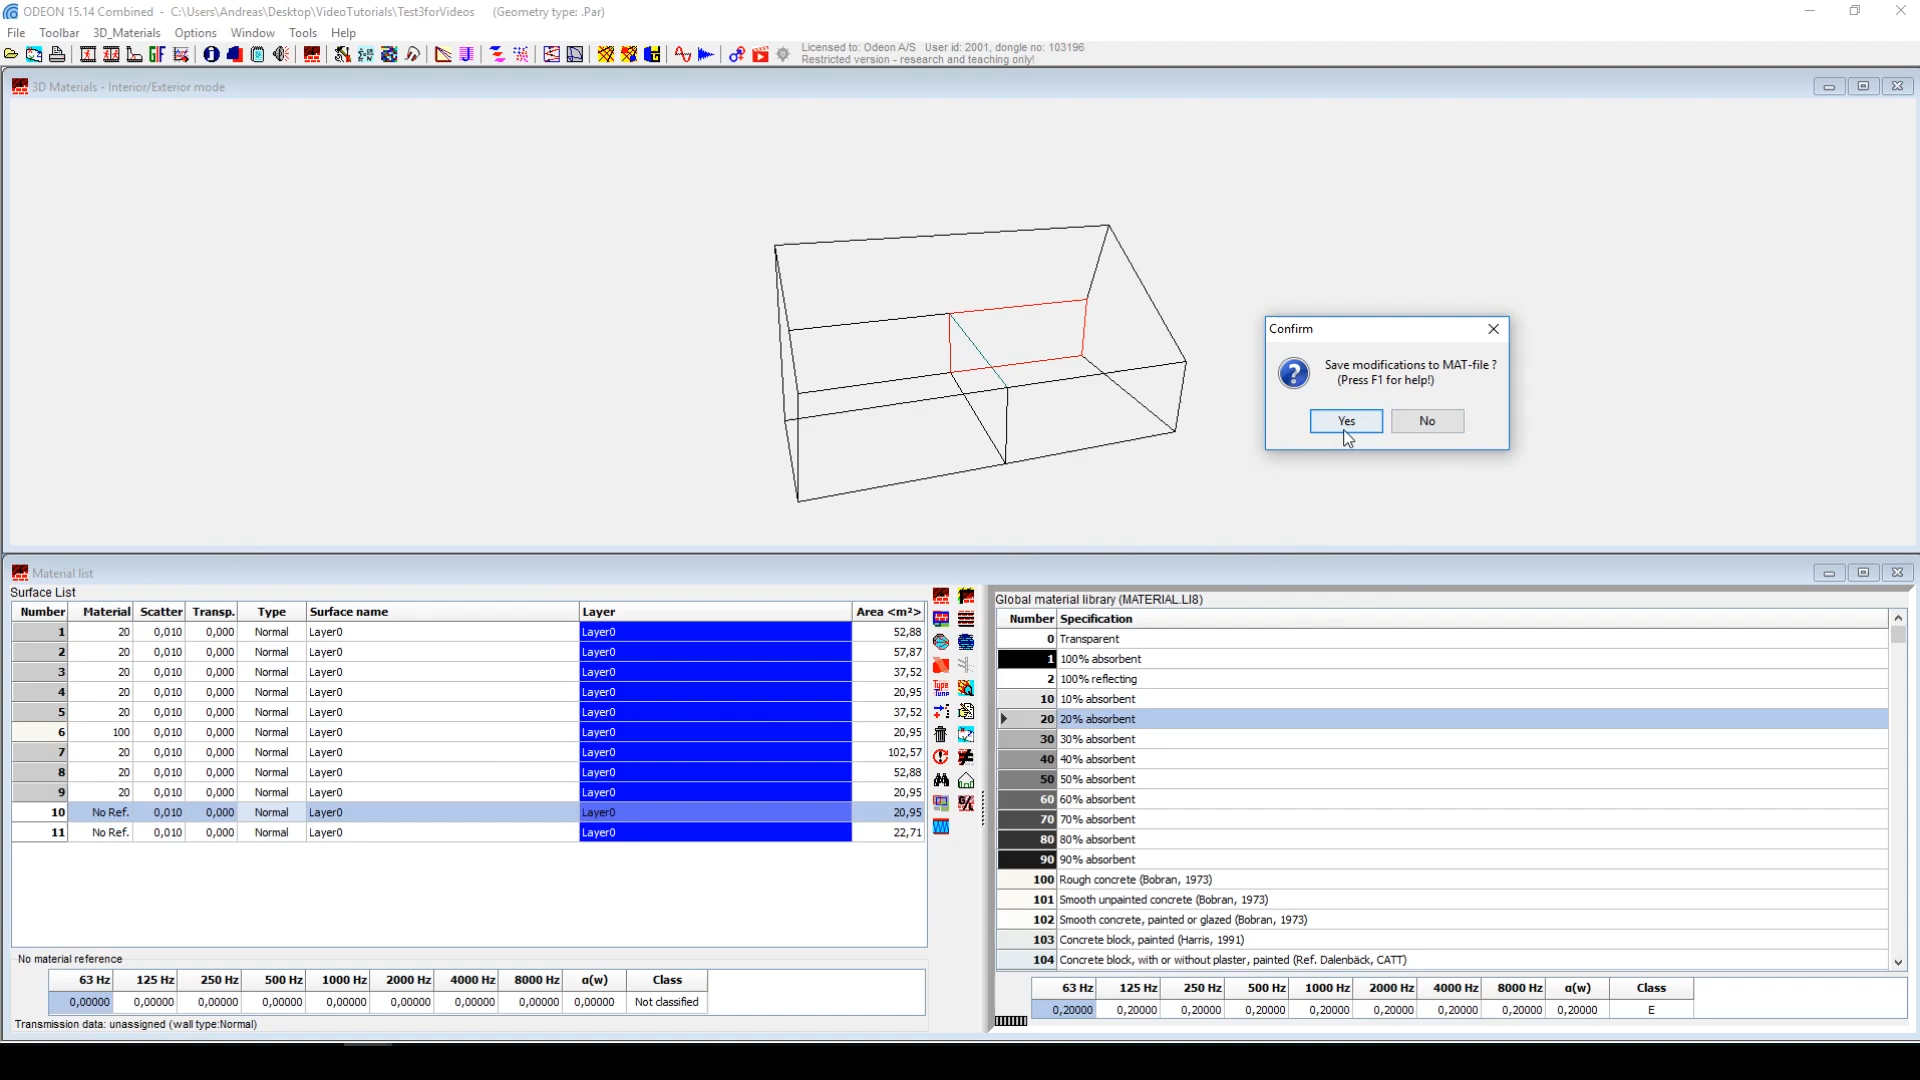 ODEON 15.14 Combined - C:\Users\Andreas\Desktop\VideoTutorials\Test3forVideos (Geometry type: .Par)
File Toolbar 3D_Materials Options Window Tools Help
Licensed to: Odeon A/S User id: 2001, dongle no: 103196
Restricted version - research and teaching only!
3D Materials - Interior/Exterior mode
Confirm
Save modifications to MAT-file ?
(Press F1 for help!)
Yes No
Material list
Surface List
Number Material Scatter Transp. Type Surface name Layer Area <m²>
1 20 0,010 0,000 Normal Layer0 Layer0 52,88
2 20 0,010 0,000 Normal Layer0 Layer0 57,87
3 20 0,010 0,000 Normal Layer0 Layer0 37,52
4 20 0,010 0,000 Normal Layer0 Layer0 20,95
5 20 0,010 0,000 Normal Layer0 Layer0 37,52
6 100 0,010 0,000 Normal Layer0 Layer0 20,95
7 20 0,010 0,000 Normal Layer0 Layer0 102,57
8 20 0,010 0,000 Normal Layer0 Layer0 52,88
9 20 0,010 0,000 Normal Layer0 Layer0 20,95
10 No Ref. 0,010 0,000 Normal Layer0 Layer0 20,95
11 No Ref. 0,010 0,000 Normal Layer0 Layer0 22,71
No material reference
63 Hz 125 Hz 250 Hz 500 Hz 1000 Hz 2000 Hz 4000 Hz 8000 Hz α(w) Class
0,00000 0,00000 0,00000 0,00000 0,00000 0,00000 0,00000 0,00000 0,00000 Not classified
Transmission data: unassigned (wall type:Normal)
Global material library (MATERIAL.LI8)
Number Specification
0 Transparent
1 100% absorbent
2 100% reflecting
10 10% absorbent
20 20% absorbent
30 30% absorbent
40 40% absorbent
50 50% absorbent
60 60% absorbent
70 70% absorbent
80 80% absorbent
90 90% absorbent
100 Rough concrete (Bobran, 1973)
101 Smooth unpainted concrete (Bobran, 1973)
102 Smooth concrete, painted or glazed (Bobran, 1973)
103 Concrete block, painted (Harris, 1991)
104 Concrete block, with or without plaster, painted (Ref. Dalenbäck, CATT)
63 Hz 125 Hz 250 Hz 500 Hz 1000 Hz 2000 Hz 4000 Hz 8000 Hz α(w) Class
0,20000 0,20000 0,20000 0,20000 0,20000 0,20000 0,20000 0,20000 0,20000 E